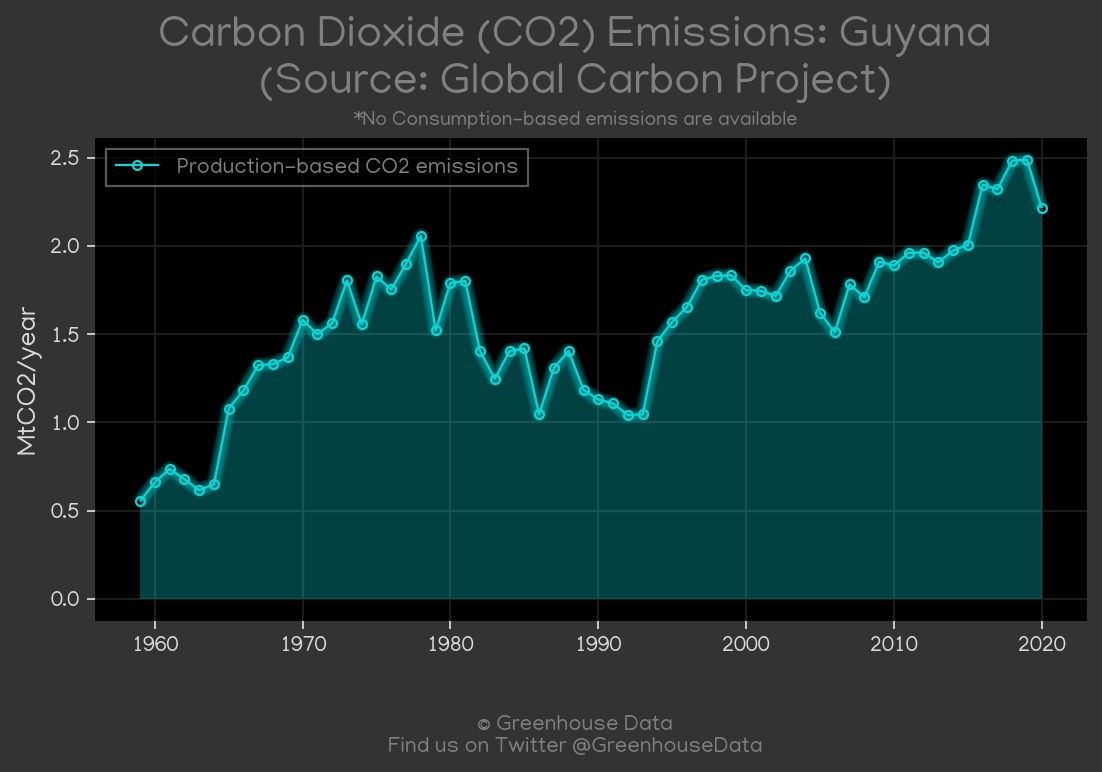 Carbon Dioxide (CO2) Emissions: Guyana
(Source: Global Carbon Project)
*No Consumption-based emissions are available
Production-based CO2 emissions
MtCO2/year
2.5
2.0
1.5
1.0
0.5
0.0
1960 1970 1980 1990 2000 2010 2020
© Greenhouse Data
Find us on Twitter @GreenhouseData